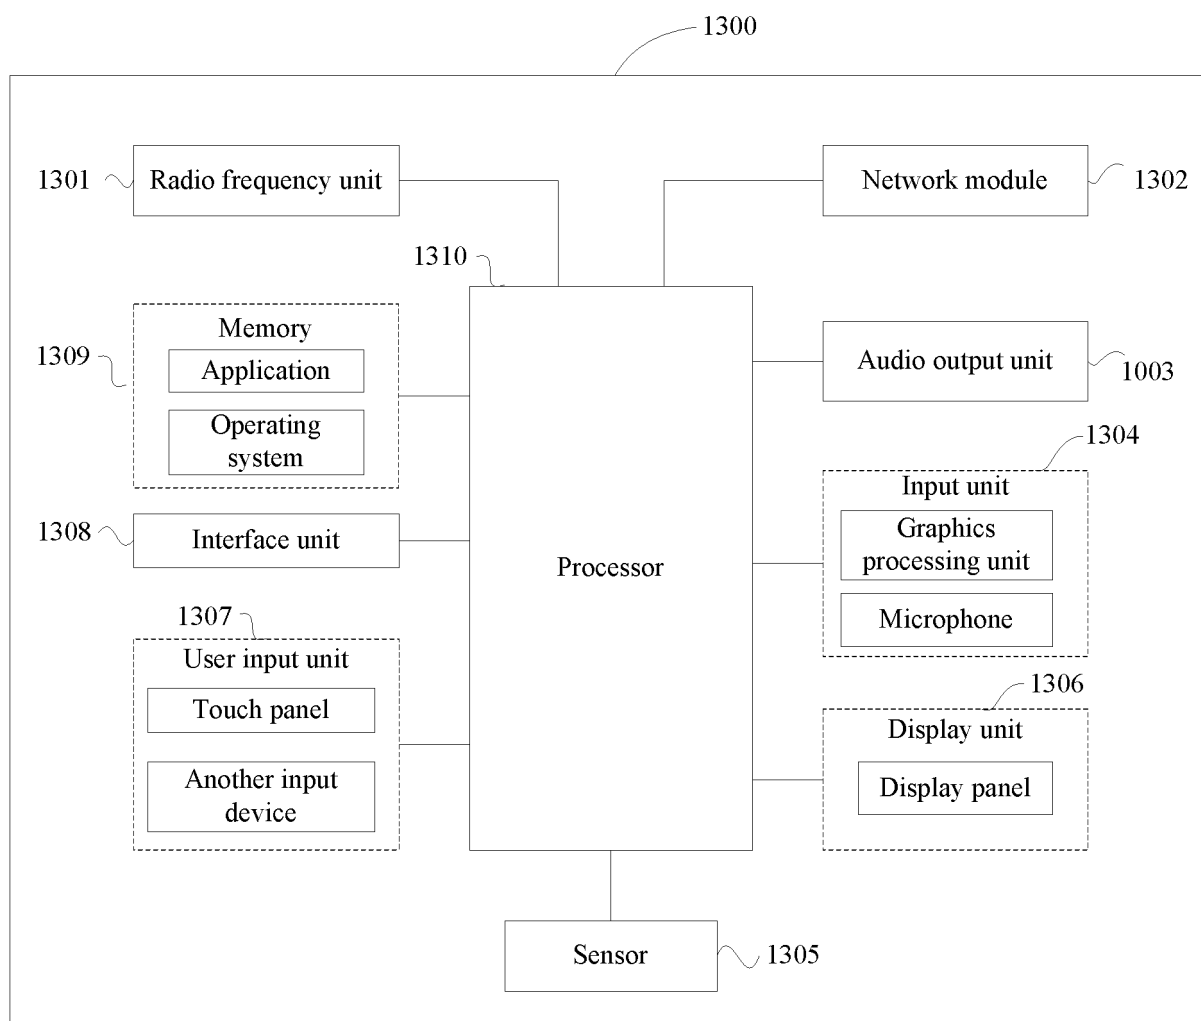 1300
1301
Radio frequency unit
Network module
1302
1310
Memory
1309
Application
Operating
system
Audio output unit
1003
1304
Input unit
Graphics
processing unit
Microphone
1308
Interface unit
Processor
1307
User input unit
Touch panel
Another input
device
1306
Display unit
Display panel
Sensor
1305